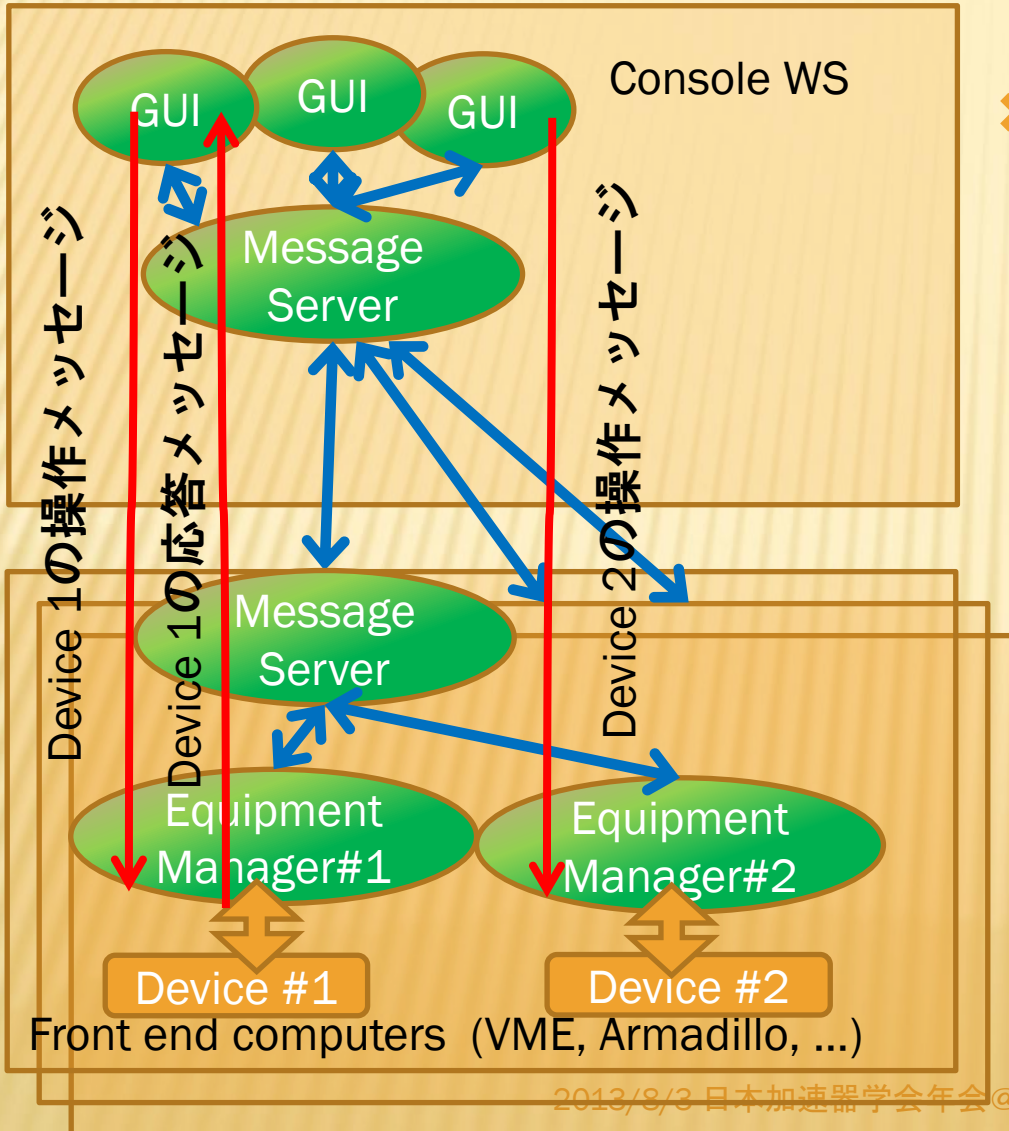 GUI
GUI
GUI
Console WS
Message
Server
Device 1の操作メッセージ
Device 1の応答メッセージ
Device 2の操作メッセージ
Message
Server
Equipment
Manager#1
Equipment
Manager#2
Device #1
Device #2
Front end computers (VME, Armadillo, ...)
2013/8/3 日本加速器学会年会@